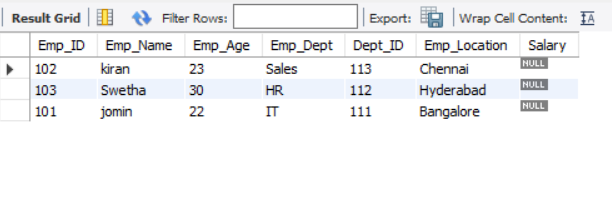 Result Grid Filter Rows: Export: Wrap Cell Content: IA
Emp_ID Emp_Name Emp_Age Emp_Dept Dept_ID Emp_Location Salary
102 kiran 23 Sales 113 Chennai NULL
103 Swetha 30 HR 112 Hyderabad NULL
101 jomin 22 IT 111 Bangalore NULL